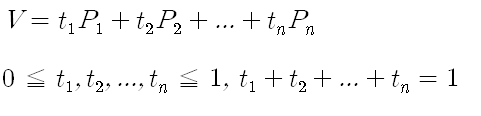 V = t₁P₁ + t₂P₂ + ... + tₙPₙ
0 ≦ t₁, t₂, ..., tₙ ≦ 1, t₁ + t₂ + ... + tₙ = 1